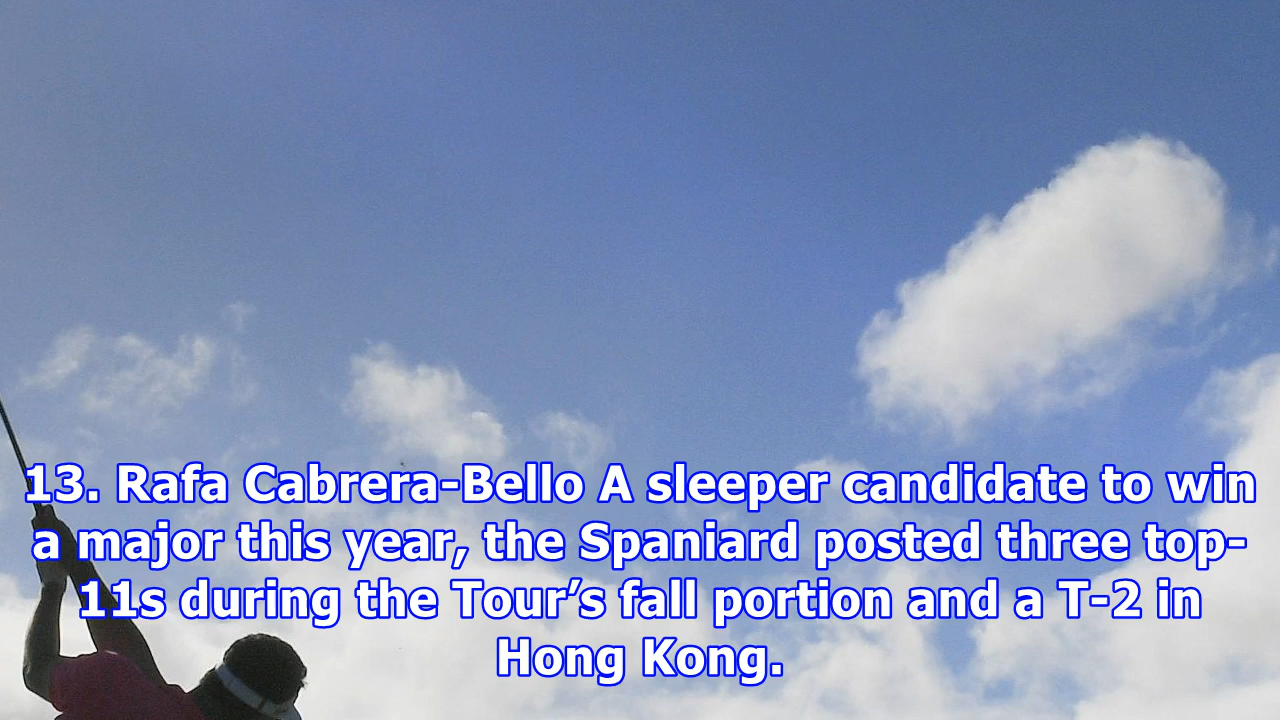 13. Rafa Cabrera-Bello A sleeper candidate to win
a major this year, the Spaniard posted three top-
11s during the Tour’s fall portion and a T-2 in
Hong Kong.